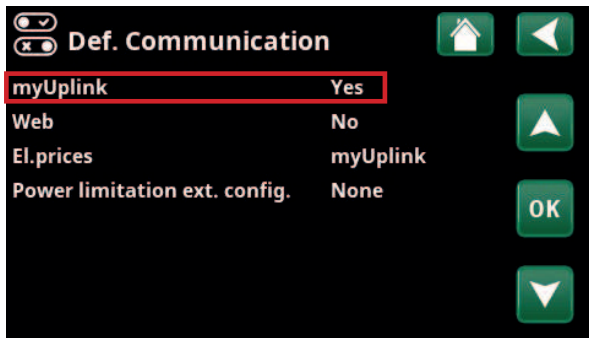 Def. Communication
myUplink Yes
Web No
El.prices myUplink
Power limitation ext. config. None
OK